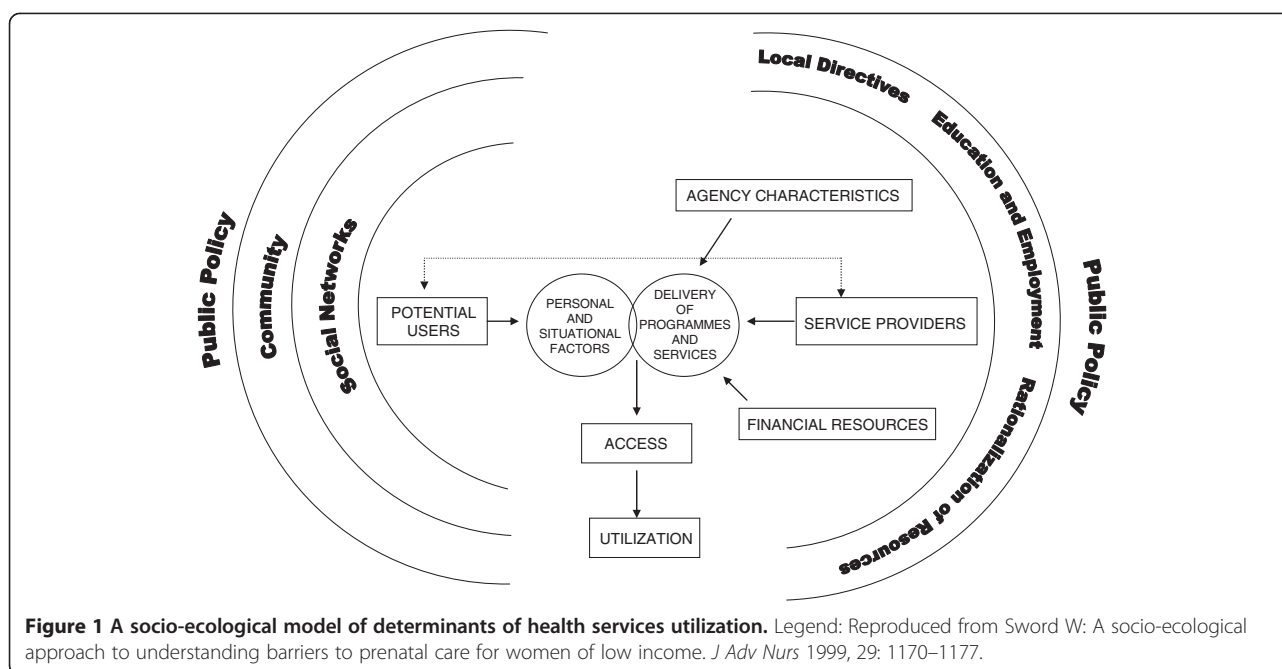 Public Policy
Community
Social Networks
Local Directives
Education and Employment
Rationalization of Resources
Public Policy
AGENCY CHARACTERISTICS
POTENTIAL
USERS
PERSONAL
AND
SITUATIONAL
FACTORS
DELIVERY
OF
PROGRAMMES
AND
SERVICES
SERVICE PROVIDERS
FINANCIAL RESOURCES
ACCESS
UTILIZATION
Figure 1 A socio-ecological model of determinants of health services utilization. Legend: Reproduced from Sword W: A socio-ecological
approach to understanding barriers to prenatal care for women of low income. J Adv Nurs 1999, 29: 1170–1177.